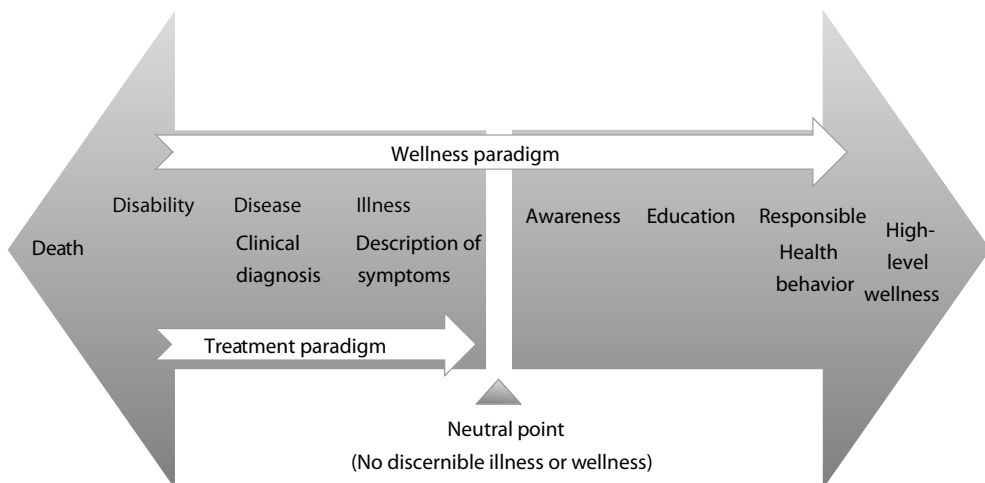 Wellness paradigm
Disability
Disease
Illness
Awareness
Education
Responsible
Death
Clinical
diagnosis
Description of
symptoms
Health
behavior
High-
level
wellness
Treatment paradigm
Neutral point
(No discernible illness or wellness)